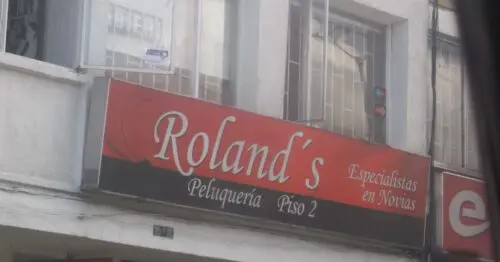 Roland´s
Peluquería Piso 2
Especialistas
en Novias
e